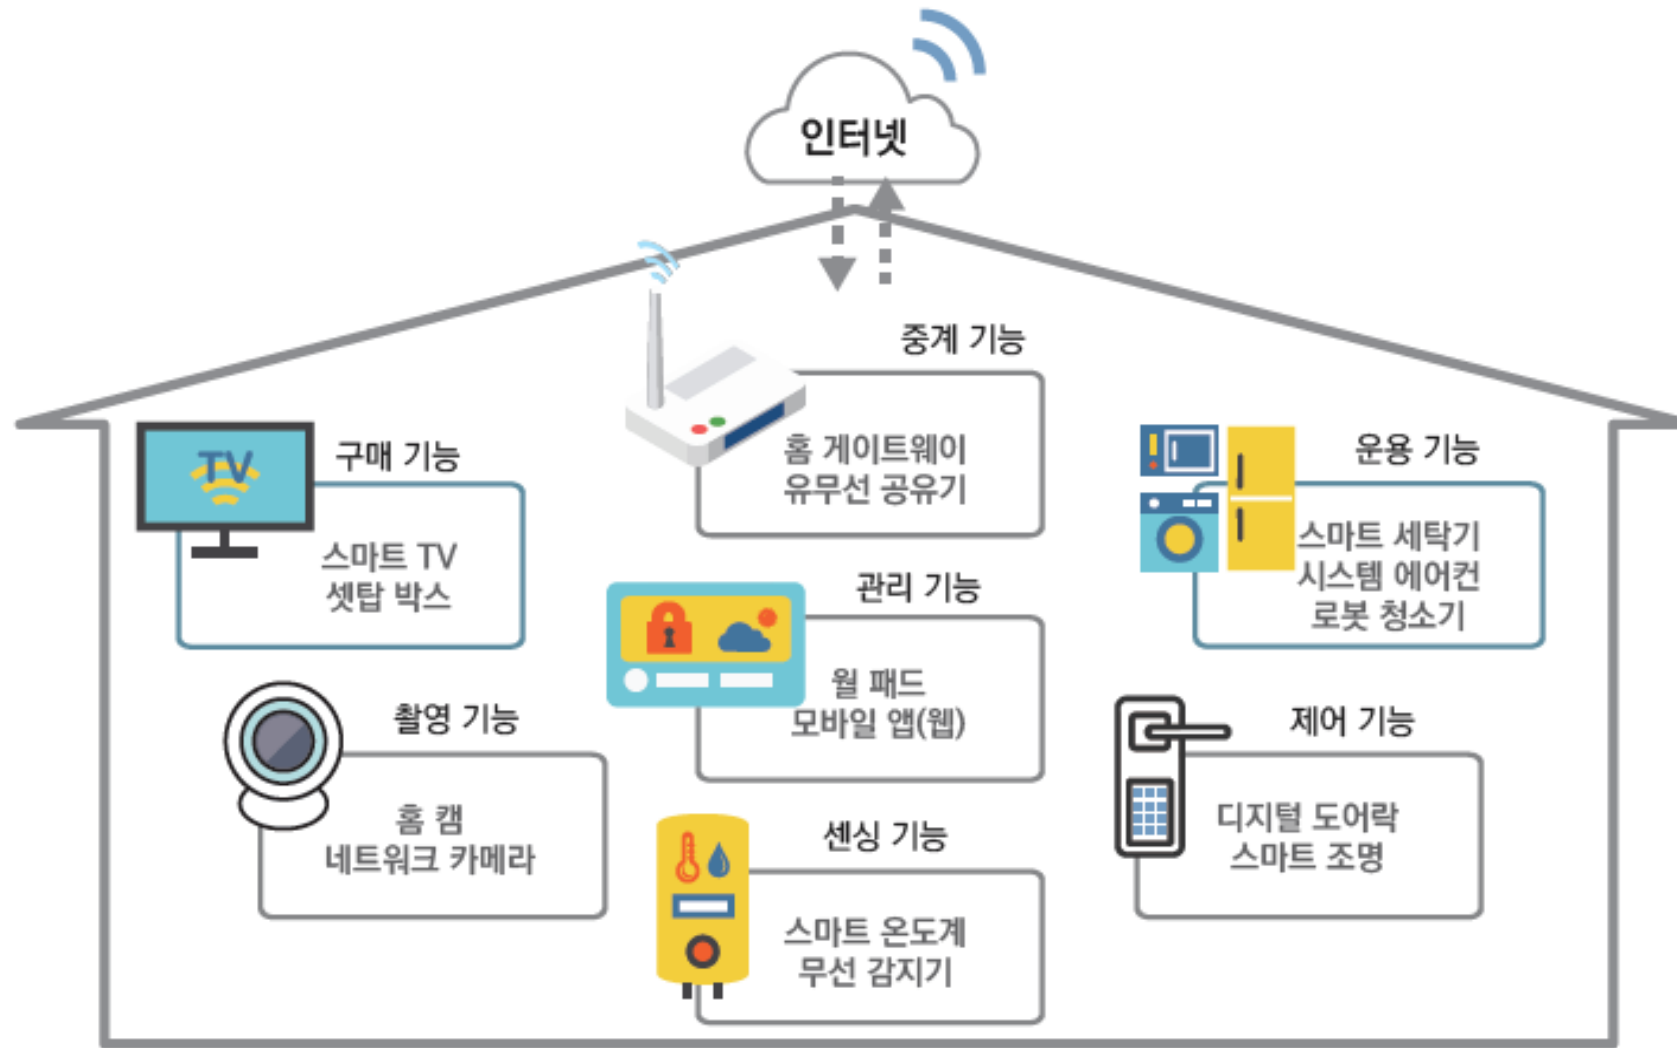 인터넷
중계 기능
홈 게이트웨이
유무선 공유기
TV
구매 기능
스마트 TV
셋탑 박스
운용 기능
스마트 세탁기
시스템 에어컨
로봇 청소기
관리 기능
월 패드
모바일 앱(웹)
촬영 기능
홈 캠
네트워크 카메라
제어 기능
디지털 도어락
스마트 조명
센싱 기능
스마트 온도계
무선 감지기